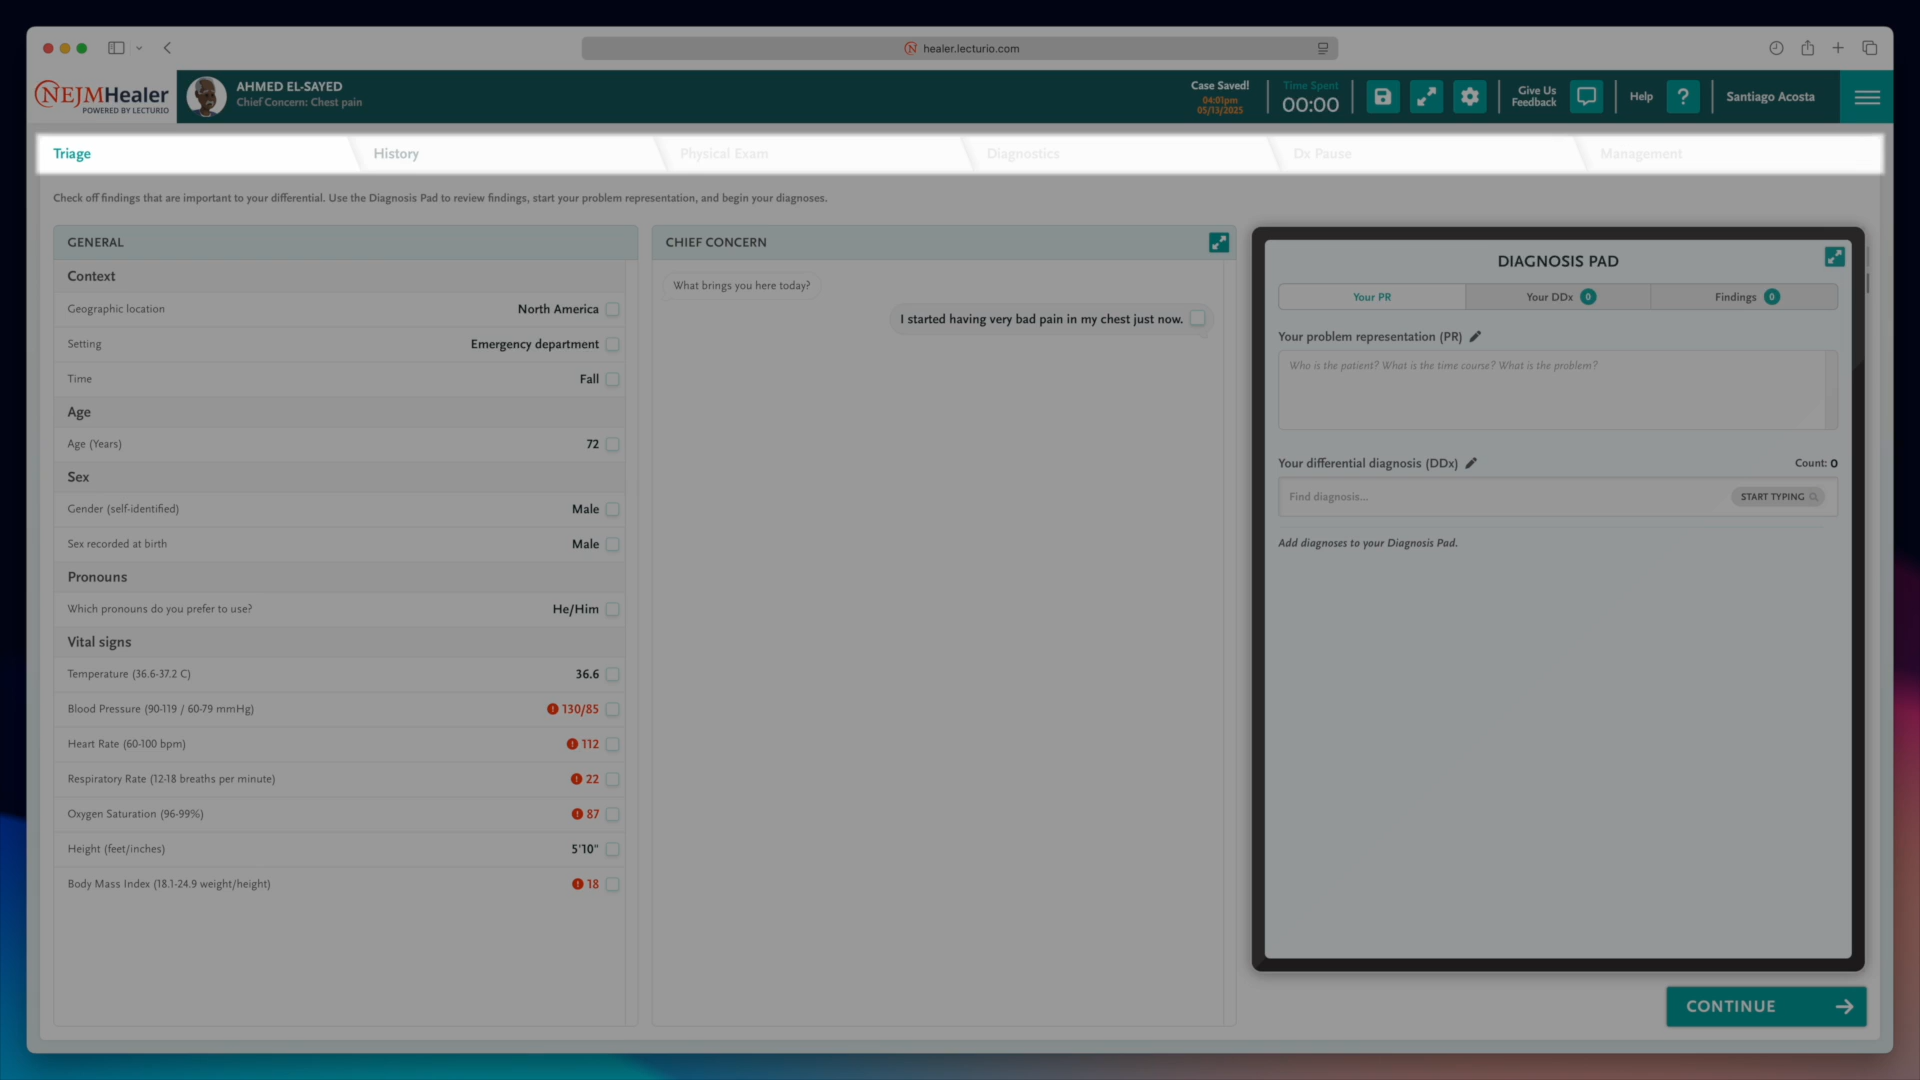 healer.lecturio.com
NEJMHealer
POWERED BY LECTURIO
AHMED EL-SAYED
Chief Concern: Chest pain
Case Saved!
04:01pm
05/13/2025
Time Spent
00:00
Give Us
Feedback
Help
?
Santiago Acosta
Triage
History
Physical Exam
Diagnostics
Dx Pause
Management
Check off findings that are important to your differential. Use the Diagnosis Pad to review findings, start your problem representation, and begin your diagnoses.
GENERAL
Context
Geographic location North America
Setting Emergency department
Time Fall
Age
Age (Years) 72
Sex
Gender (self-identified) Male
Sex recorded at birth Male
Pronouns
Which pronouns do you prefer to use? He/Him
Vital signs
Temperature (36.6-37.2 C) 36.6
Blood Pressure (90-119 / 60-79 mmHg) 130/85
Heart Rate (60-100 bpm) 112
Respiratory Rate (12-18 breaths per minute) 22
Oxygen Saturation (96-99%) 87
Height (feet/inches) 5'10"
Body Mass Index (18.1-24.9 weight/height) 18
CHIEF CONCERN
What brings you here today?
I started having very bad pain in my chest just now.
DIAGNOSIS PAD
Your PR
Your DDx 0
Findings 0
Your problem representation (PR)
Who is the patient? What is the time course? What is the problem?
Your differential diagnosis (DDx)
Count: 0
Find diagnosis...
START TYPING
Add diagnoses to your Diagnosis Pad.
CONTINUE